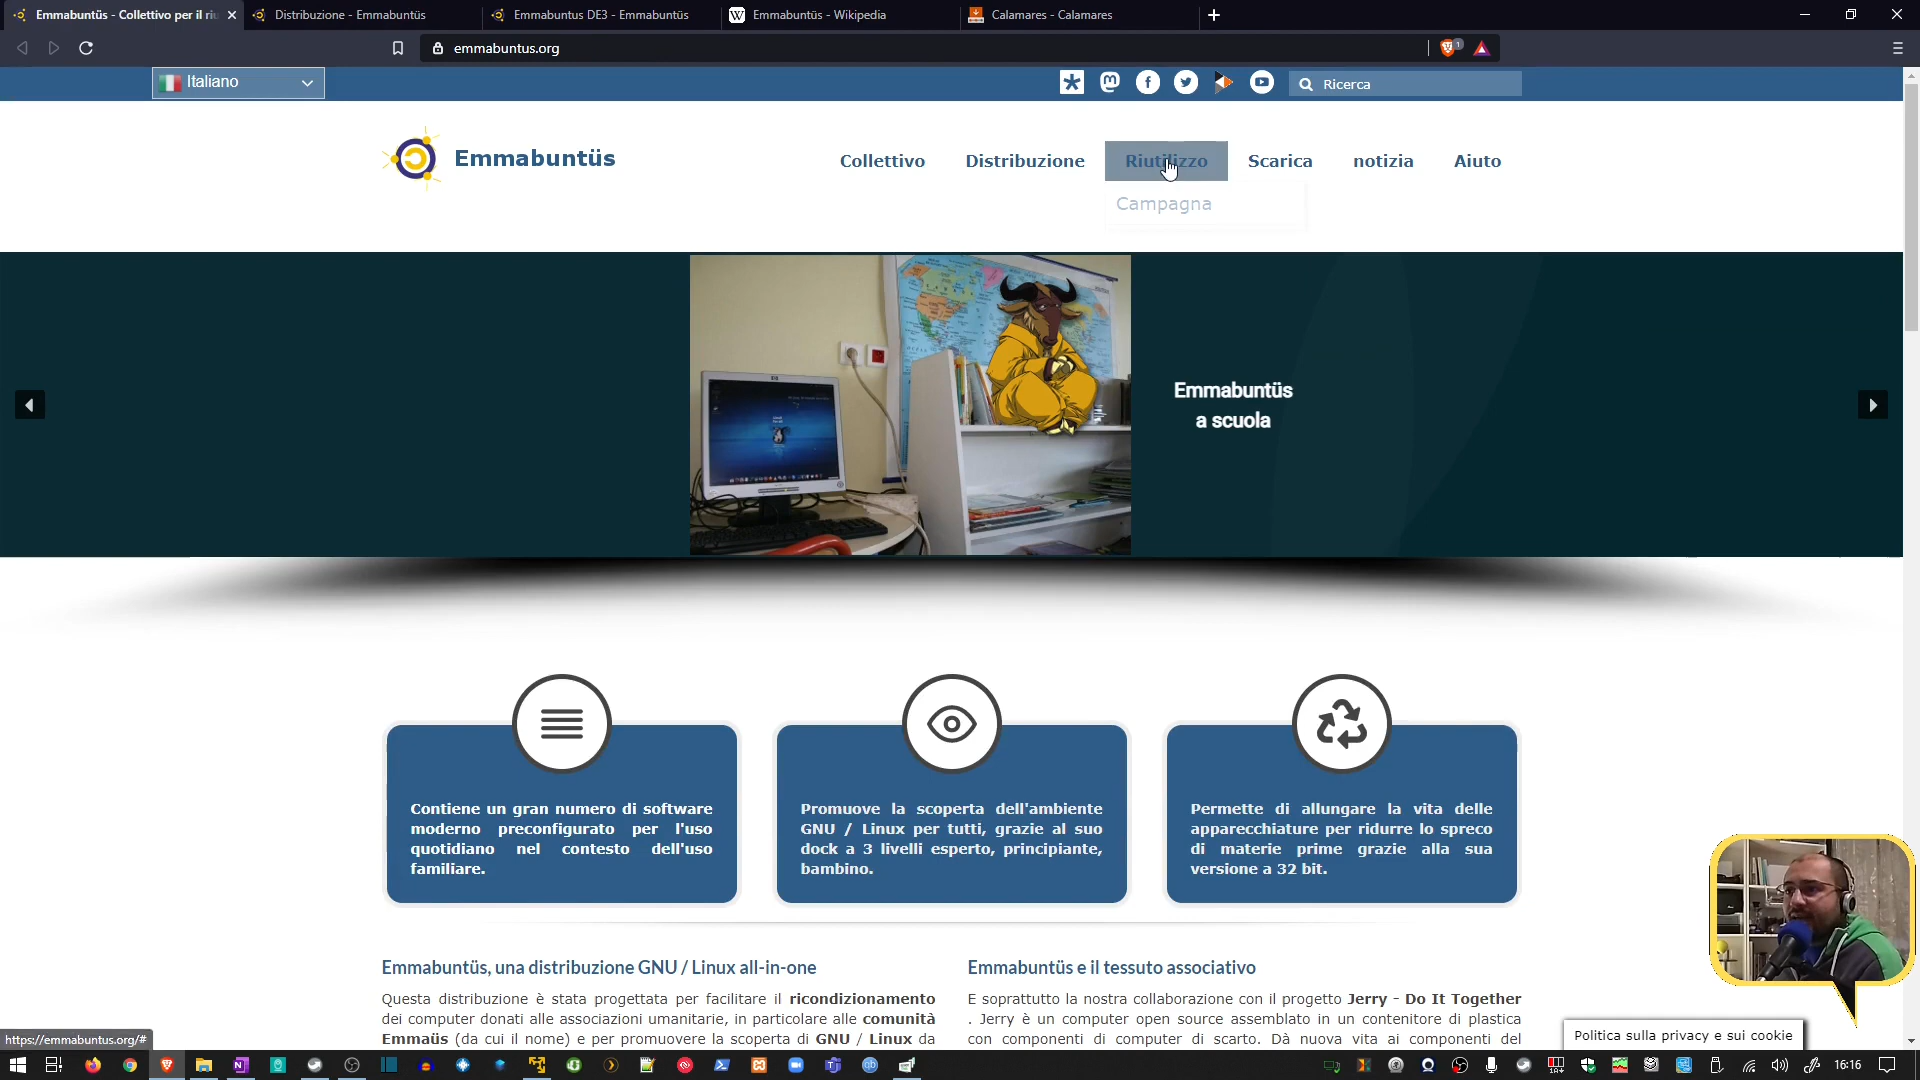 Emmabuntüs - Collettivo per il riu
Distribuzione - Emmabuntüs
Emmabuntus DE3 - Emmabuntüs
Emmabuntüs - Wikipedia
Calamares - Calamares
emmabuntus.org
1
Italiano
Ricerca
Emmabuntüs
Collettivo
Distribuzione
Riutilizzo
Scarica
notizia
Aiuto
Campagna
Emmabuntüs
a scuola
Contiene un gran numero di software
moderno preconfigurato per l'uso
quotidiano nel contesto dell'uso
familiare.
Promuove la scoperta dell'ambiente
GNU / Linux per tutti, grazie al suo
dock a 3 livelli esperto, principiante,
bambino.
Permette di allungare la vita delle
apparecchiature per ridurre lo spreco
di materie prime grazie alla sua
versione a 32 bit.
Emmabuntüs, una distribuzione GNU / Linux all-in-one
Questa distribuzione è stata progettata per facilitare il ricondizionamento
dei computer donati alle associazioni umanitarie, in particolare alle comunità
Emmaüs (da cui il nome) e per promuovere la scoperta di GNU / Linux da
Emmabuntüs e il tessuto associativo
E soprattutto la nostra collaborazione con il progetto Jerry - Do It Together
. Jerry è un computer open source assemblato in un contenitore di plastica
con componenti di computer di scarto. Dà nuova vita ai componenti del
Politica sulla privacy e sui cookie
https://emmabuntus.org/#
16:16